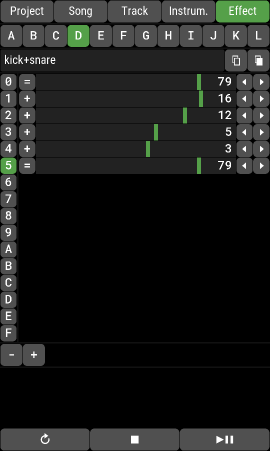 Project Song Track Instrum. Effect
A B C D E F G H I J K L
kick+snare
0 = 79
1 + 16
2 + 12
3 + 5
4 + 3
5 = 79
6
7
8
9
A
B
C
D
E
F
- +